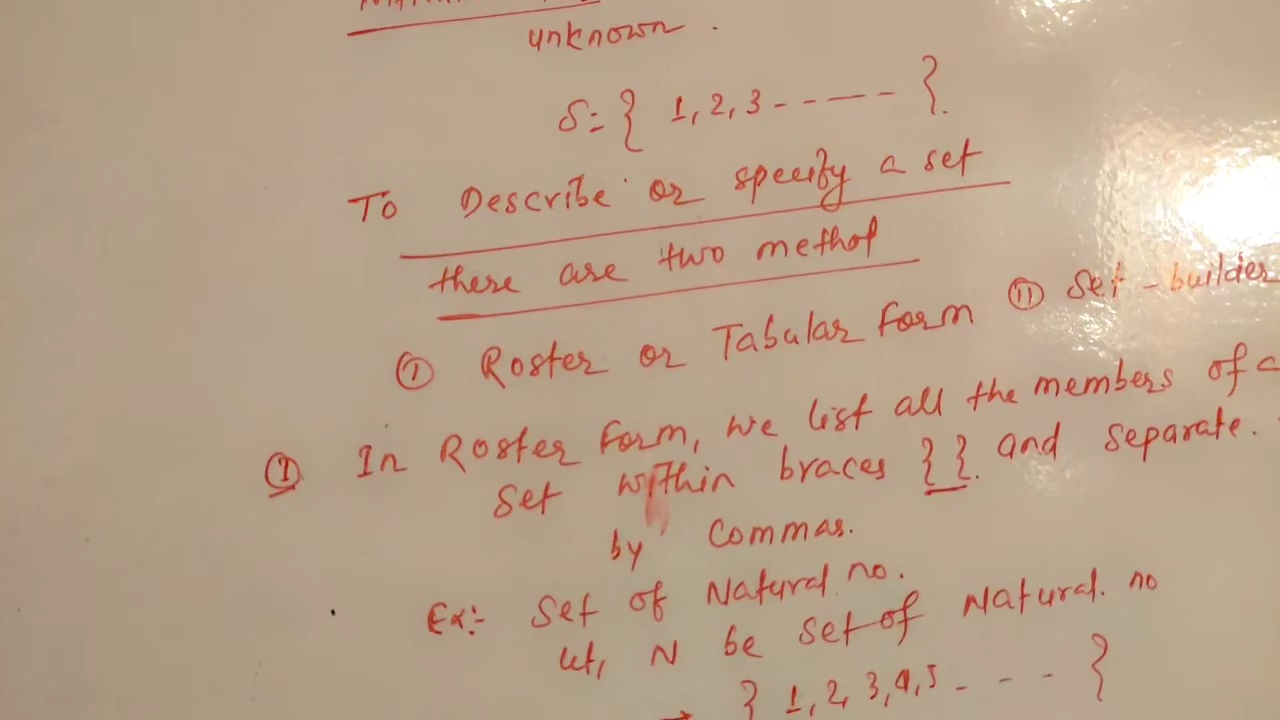 unknown.
S={ 1,2,3------}.
To Describe or specify a set
there are two method
① Roster or Tabular form ⑪ Set-builder
① In Roster form, we list all the members of a
set within braces { }. and separate.
by commas.
Ex:- Set of Natural no.
let, N be set of Natural. no
→ { 1,2,3,4,5- - - - }